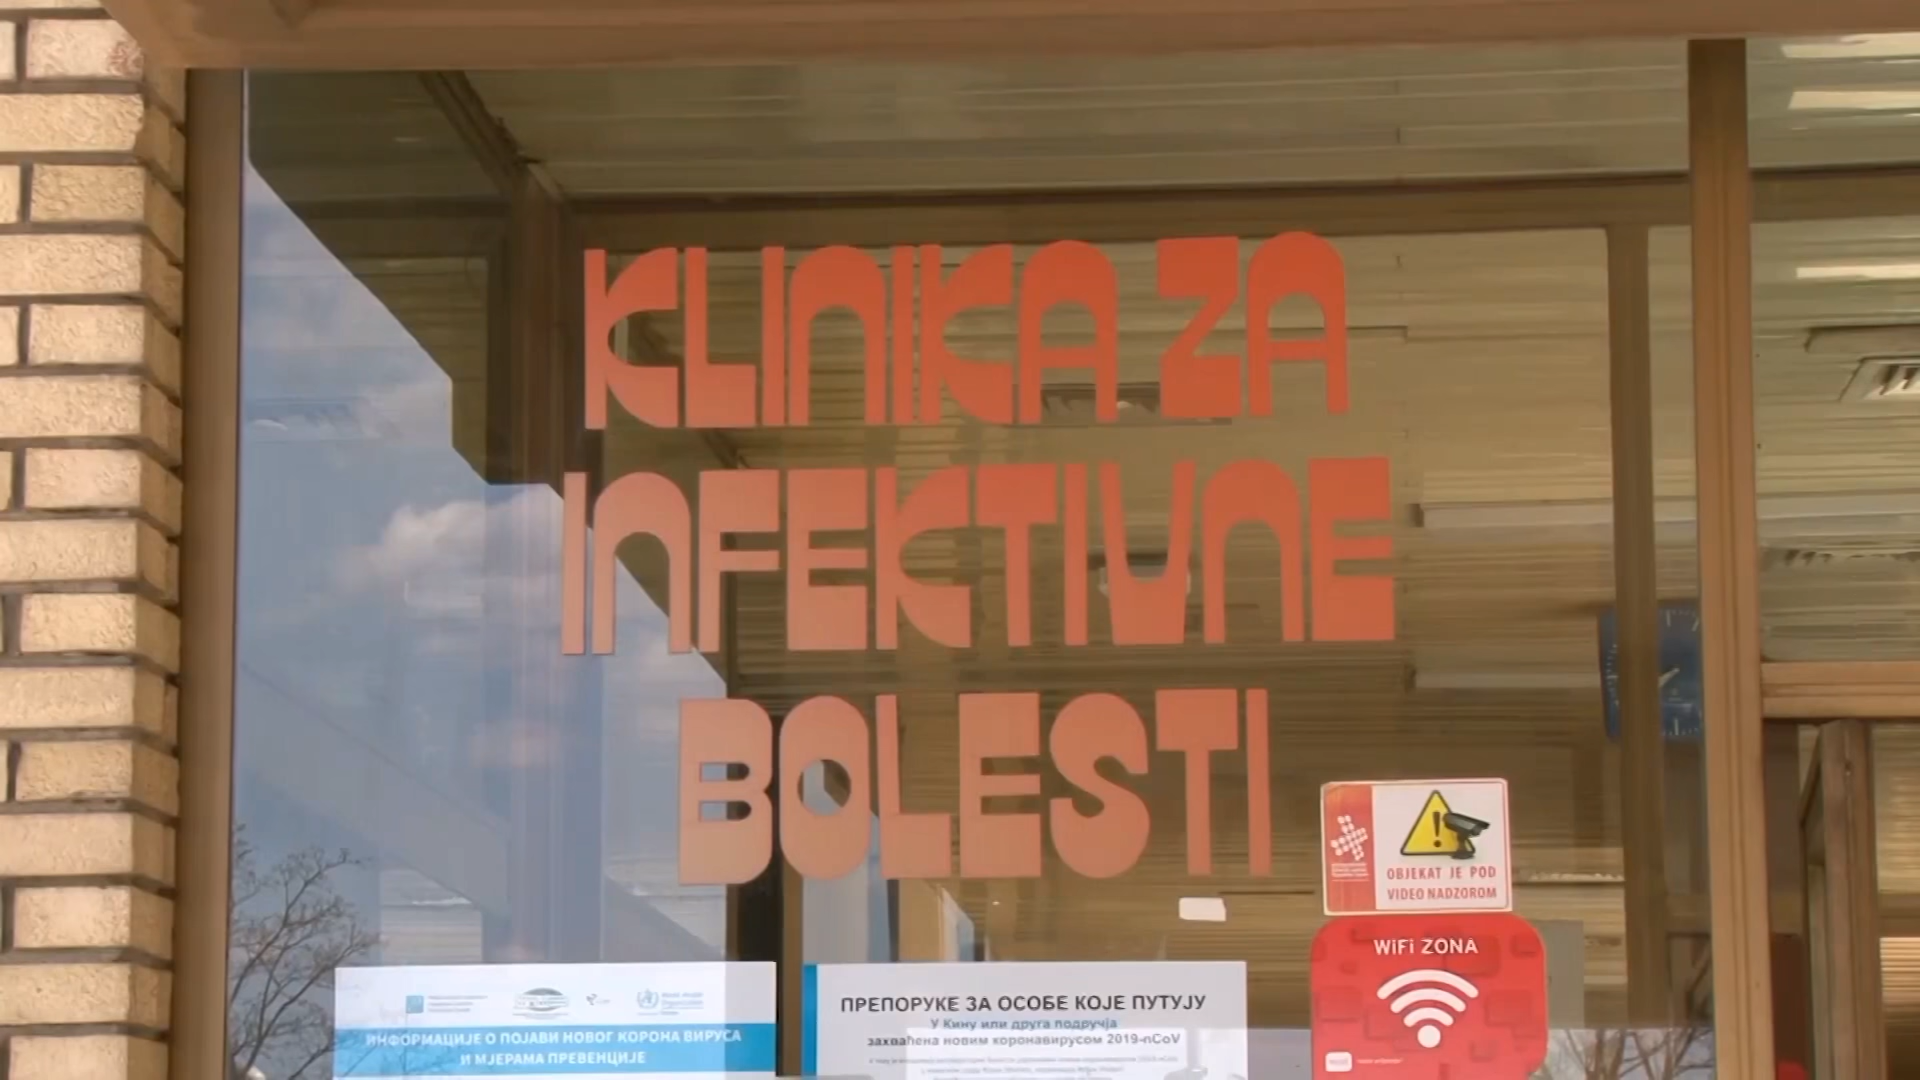 KLINIKA ZA
INFEKTIVNE
BOLESTI
OBJEKAT JE POD
VIDEO NADZOROM
WiFi ZONA
ИНФОРМАЦИЈЕ О ПОЈАВИ НОВОГ КОРОНА ВИРУСА
И МЈЕРАМА ПРЕВЕНЦИЈЕ
ПРЕПОРУКЕ ЗА ОСОБЕ КОЈЕ ПУТУЈУ
У Кину или друга подручја
захваћена новим коронавирусом 2019-nCoV